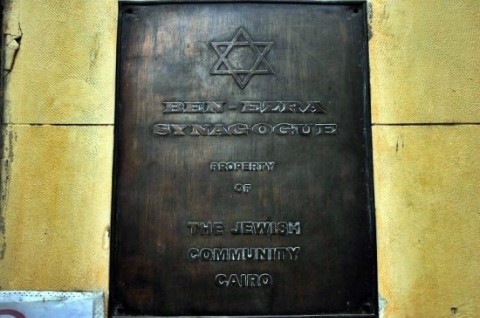 BEN-EZRA
SYNAGOGUE
PROPERTY
OF
THE JEWISH
COMMUNITY
CAIRO